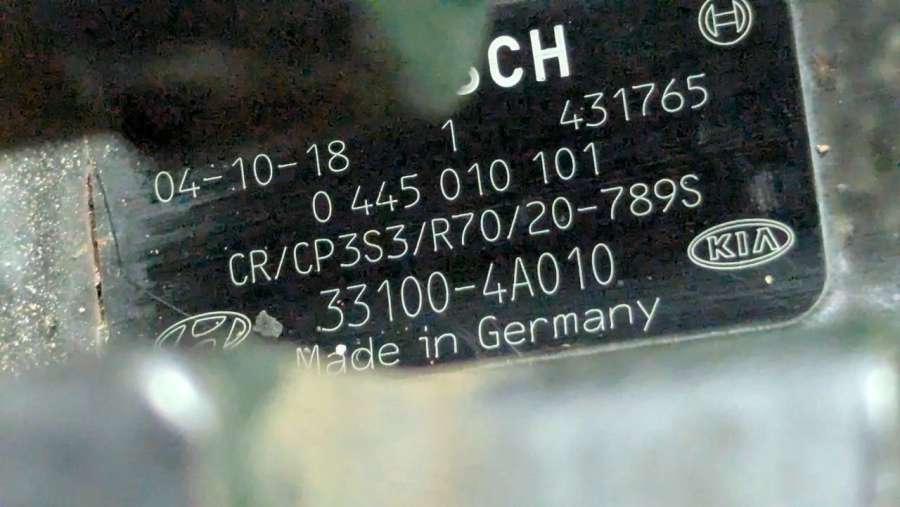 SCH
04-10-18 1 431765
0 445 010 101
CR/CP3S3/R70/20-789S
KIA
33100-4A010
Made in Germany